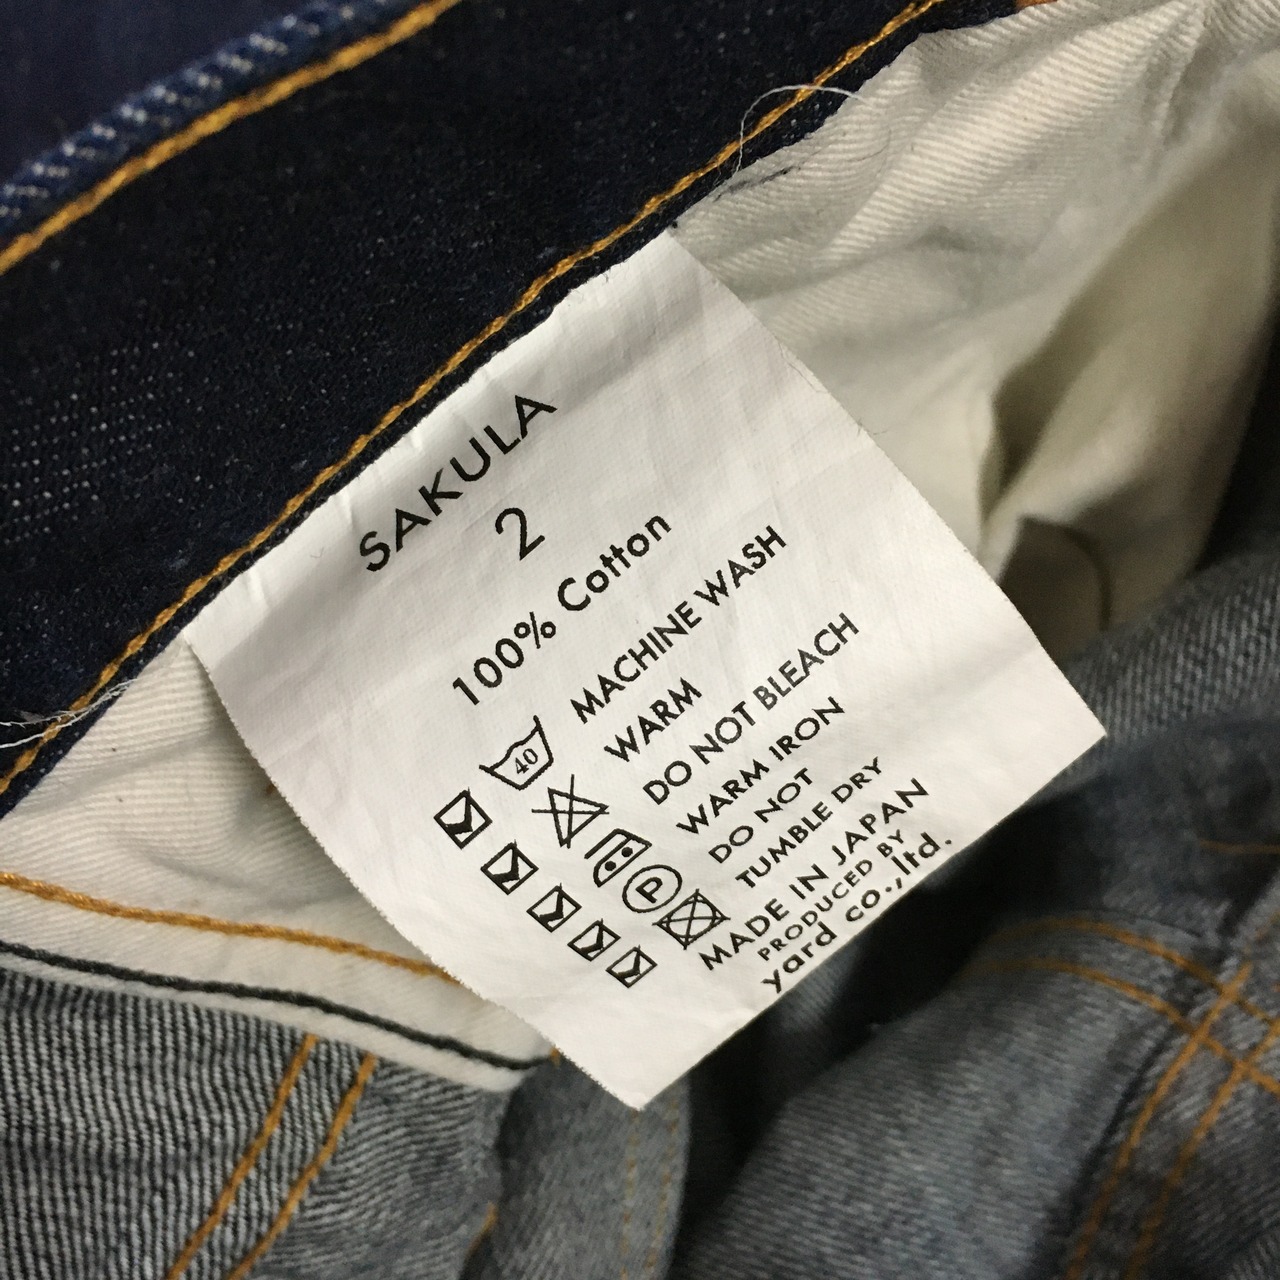 SAKULA
2
100% Cotton
40
MACHINE WASH
WARM
DO NOT BLEACH
WARM IRON
P
DO NOT
TUMBLE DRY
MADE IN JAPAN
PRODUCED BY
yard co.,ltd.